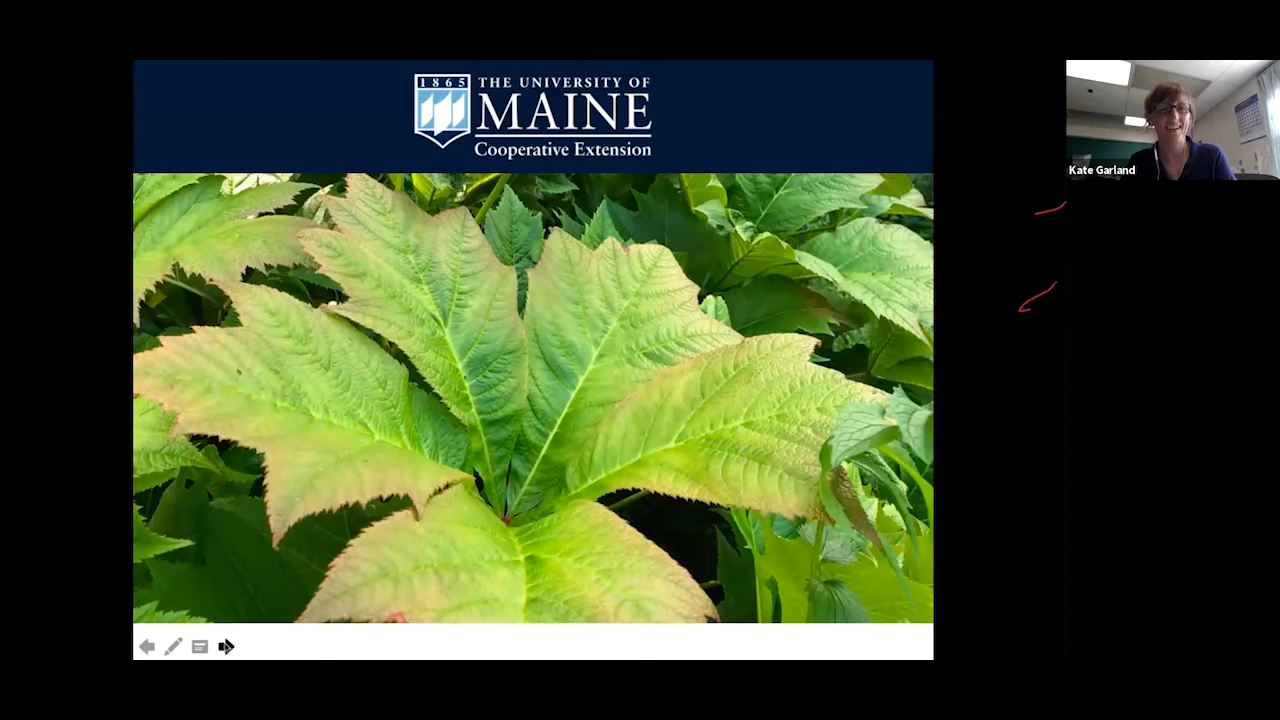 1865
THE UNIVERSITY OF
MAINE
Cooperative Extension
Kate Garland